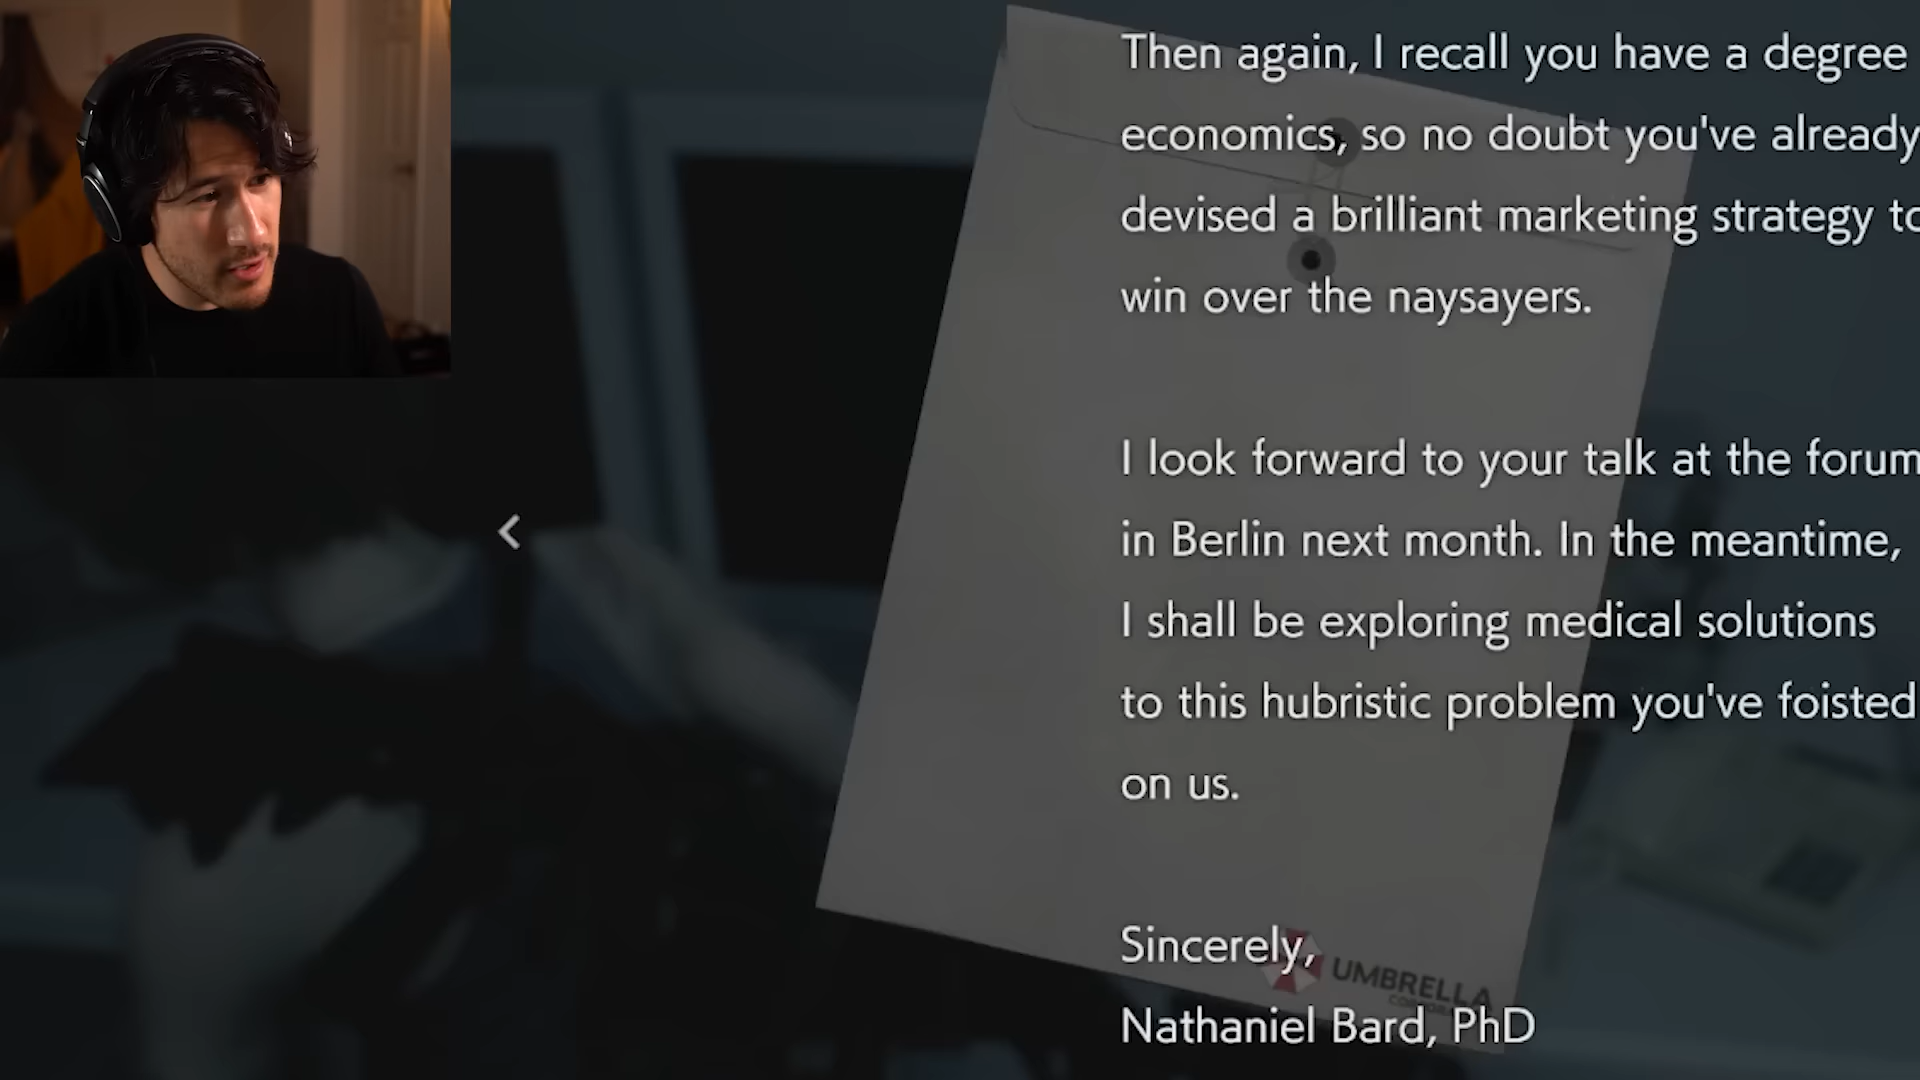 Then again, I recall you have a degree
economics, so no doubt you've already
devised a brilliant marketing strategy to
win over the naysayers.
I look forward to your talk at the forum
in Berlin next month. In the meantime,
I shall be exploring medical solutions
to this hubristic problem you've foisted
on us.
Sincerely,
UMBRELLA
Nathaniel Bard, PhD